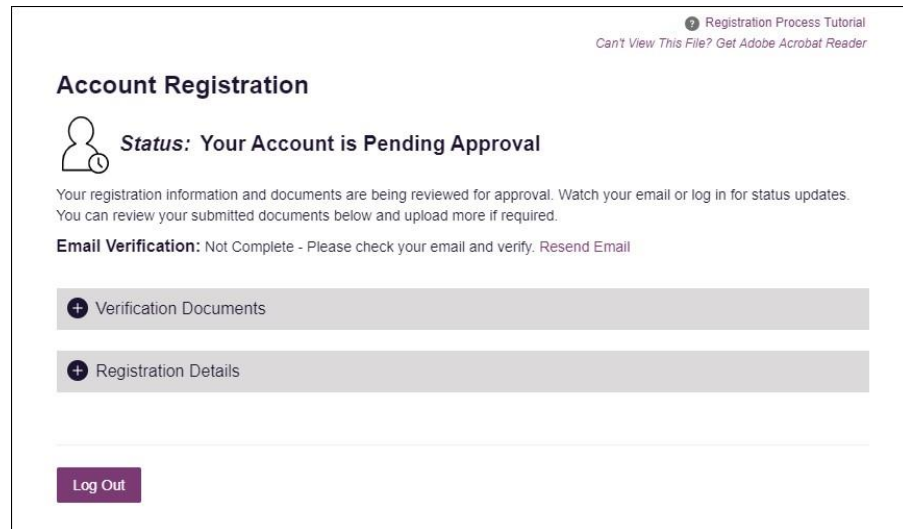 Registration Process Tutorial
Can't View This File? Get Adobe Acrobat Reader
Account Registration
Status: Your Account is Pending Approval
Your registration information and documents are being reviewed for approval. Watch your email or log in for status updates.
You can review your submitted documents below and upload more if required.
Email Verification: Not Complete - Please check your email and verify. Resend Email
Verification Documents
Registration Details
Log Out